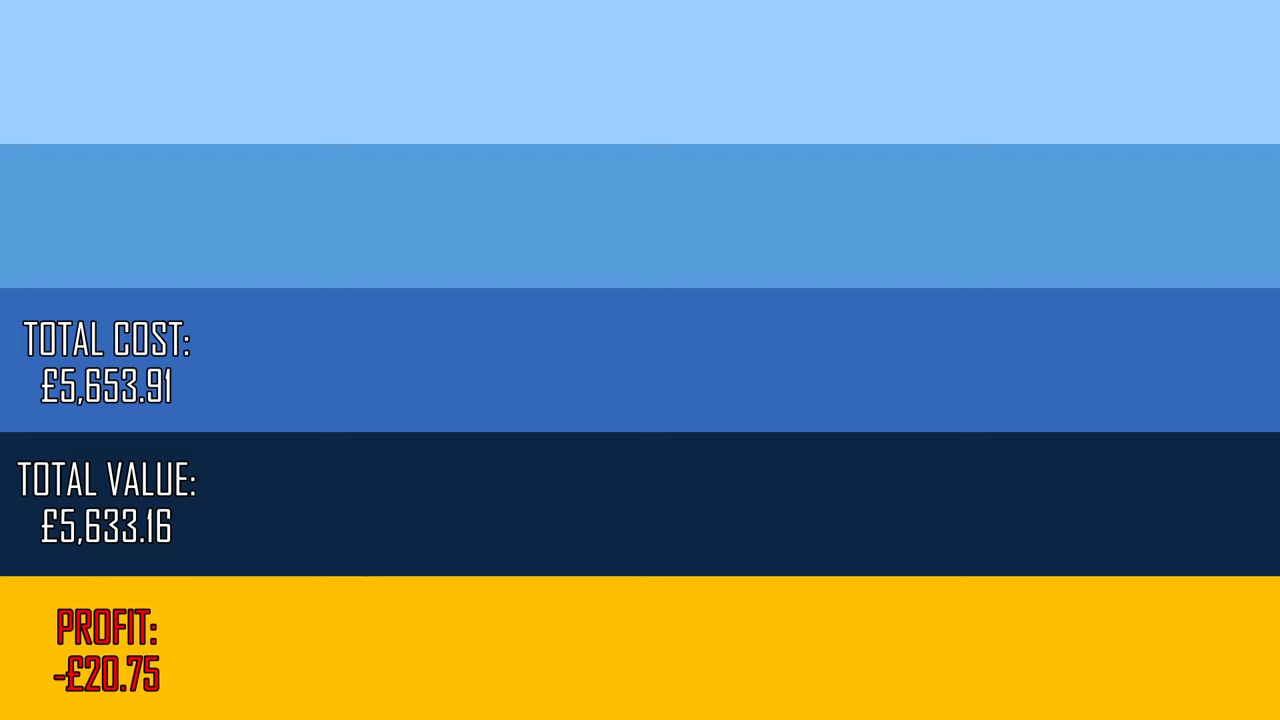 TOTAL COST:
£5,653.91
TOTAL VALUE:
£5,633.16
PROFIT:
-£20.75